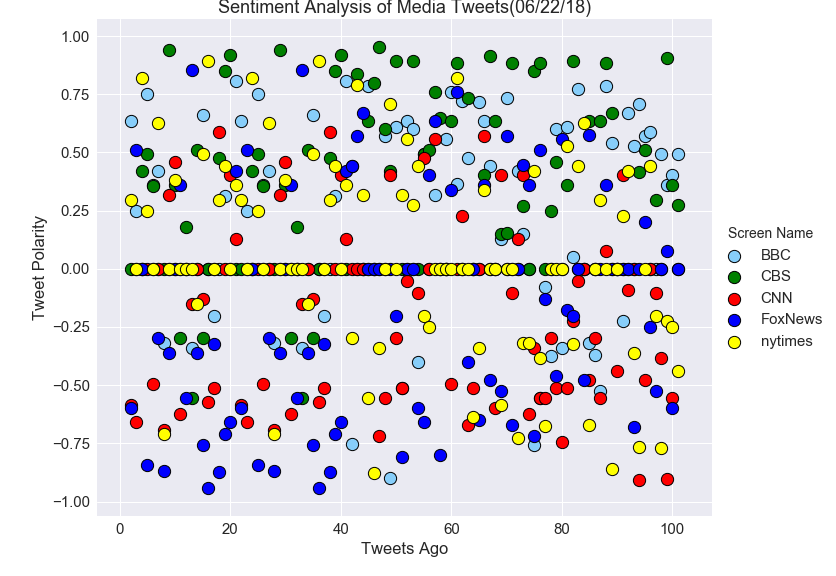 Sentiment Analysis of Media Tweets(06/22/18)
1.00
0.75
0.50
0.25
0.00
−0.25
−0.50
−0.75
−1.00
Tweet Polarity
0 20 40 60 80 100
Tweets Ago
Screen Name
BBC
CBS
CNN
FoxNews
nytimes